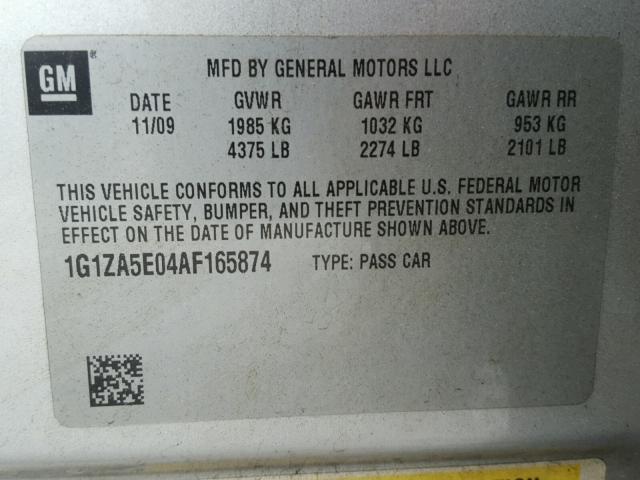 GM
MFD BY GENERAL MOTORS LLC
DATE GVWR GAWR FRT GAWR RR
11/09 1985 KG 1032 KG 953 KG
4375 LB 2274 LB 2101 LB
THIS VEHICLE CONFORMS TO ALL APPLICABLE U.S. FEDERAL MOTOR
VEHICLE SAFETY, BUMPER, AND THEFT PREVENTION STANDARDS IN
EFFECT ON THE DATE OF MANUFACTURE SHOWN ABOVE.
1G1ZA5E04AF165874 TYPE: PASS CAR